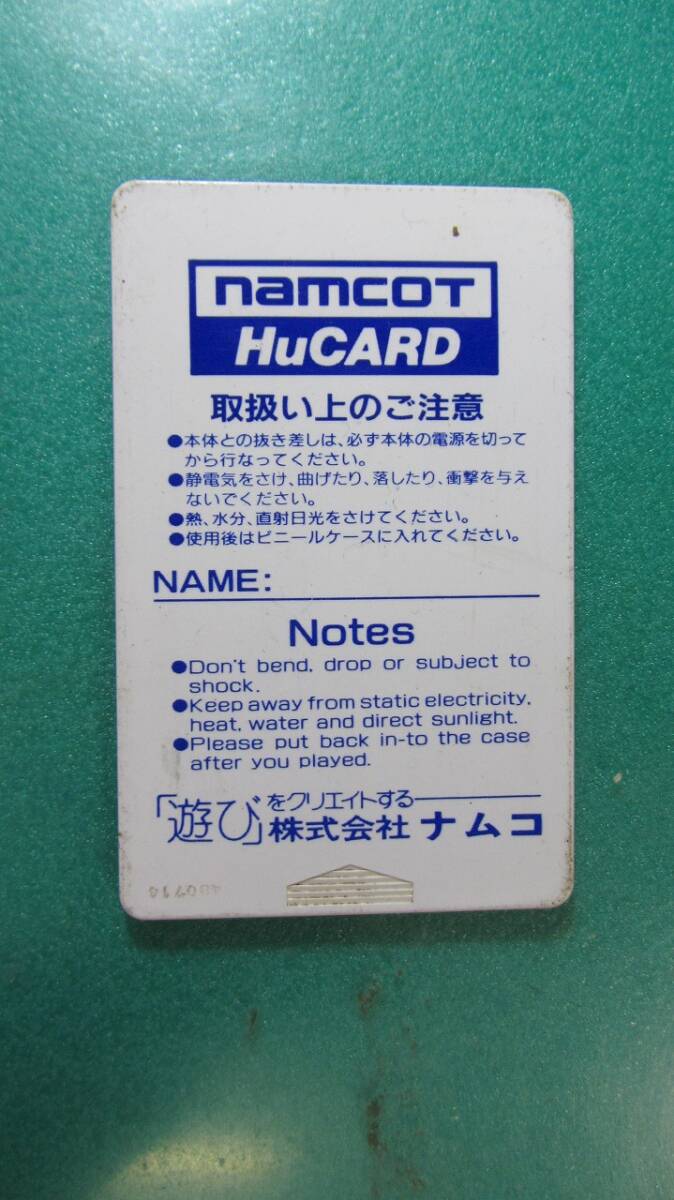 namcoT
HuCARD
取扱い上のご注意
●本体との抜き差しは、必ず本体の電源を切って
から行なってください。
●静電気をさけ、曲げたり、落したり、衝撃を与え
ないでください。
●熱、水分、直射日光をさけてください。
●使用後はビニールケースに入れてください。
NAME:
Notes
●Don't bend, drop or subject to
shock.
●Keep away from static electricity,
heat, water and direct sunlight.
●Please put back in-to the case
after you played.
「遊び」をクリエイトする
株式会社 ナムコ